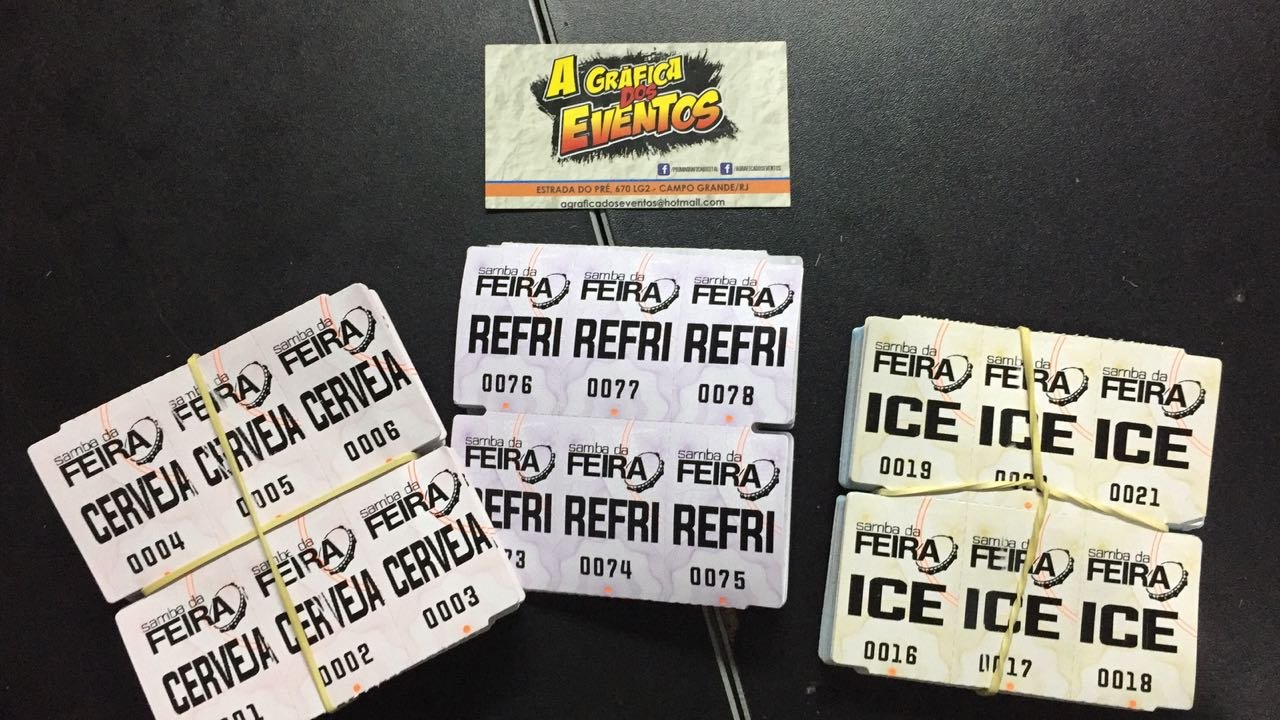 A GRÁFICA
DOS
EVENTOS
ESTRADA DO PRÉ, 670 LG2 - CAMPO GRANDE/RJ
agraficadoseventos@hotmail.com
samba da
FEIRA
CERVEJA
0004
samba da
FEIRA
CERVEJA
0005
samba da
FEIRA
CERVEJA
0006
samba da
FEIRA
CERVEJA
samba da
FEIRA
CERVEJA
0002
samba da
FEIRA
CERVEJA
0003
samba da
FEIRA
REFRI
0076
samba da
FEIRA
REFRI
0077
samba da
FEIRA
REFRI
0078
samba da
FEIRA
REFRI
samba da
FEIRA
REFRI
0074
samba da
FEIRA
REFRI
0075
samba da
FEIRA
ICE
0019
samba da
FEIRA
ICE
samba da
FEIRA
ICE
0021
samba da
FEIRA
ICE
0016
samba da
FEIRA
ICE
0017
samba da
FEIRA
ICE
0018